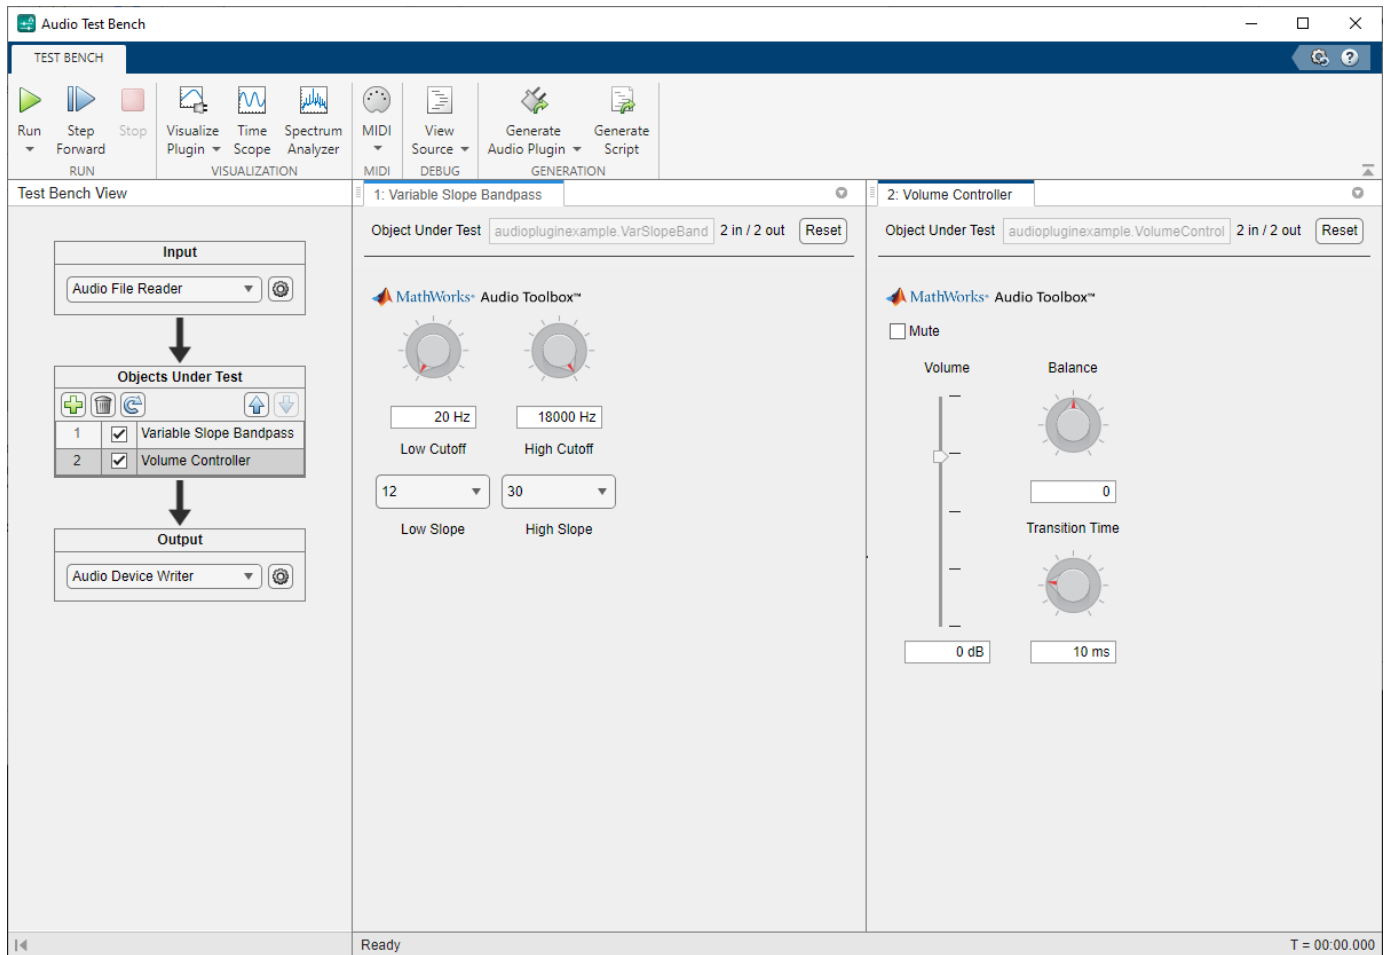 Audio Test Bench
TEST BENCH
Run Step Forward Stop Visualize Plugin Time Scope Spectrum Analyzer MIDI View Source Generate Audio Plugin Generate Script
RUN VISUALIZATION MIDI DEBUG GENERATION
Test Bench View
Input
Audio File Reader
Objects Under Test
1 Variable Slope Bandpass
2 Volume Controller
Output
Audio Device Writer
1: Variable Slope Bandpass
Object Under Test audiopluginexample.VarSlopeBand 2 in / 2 out Reset
MathWorks® Audio Toolbox™
20 Hz 18000 Hz
Low Cutoff High Cutoff
12 30
Low Slope High Slope
2: Volume Controller
Object Under Test audiopluginexample.VolumeControl 2 in / 2 out Reset
MathWorks® Audio Toolbox™
Mute
Volume Balance
0
Transition Time
0 dB 10 ms
Ready T = 00:00.000